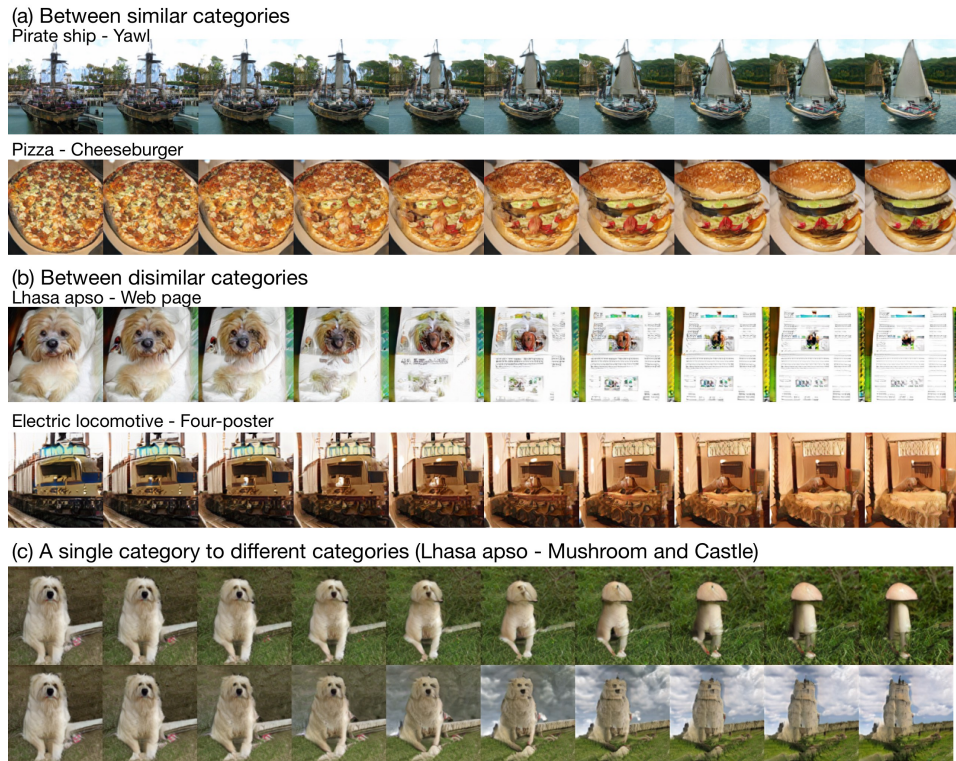 (a) Between similar categories
Pirate ship - Yawl
Pizza - Cheeseburger
(b) Between disimilar categories
Lhasa apso - Web page
Electric locomotive - Four-poster
(c) A single category to different categories (Lhasa apso - Mushroom and Castle)